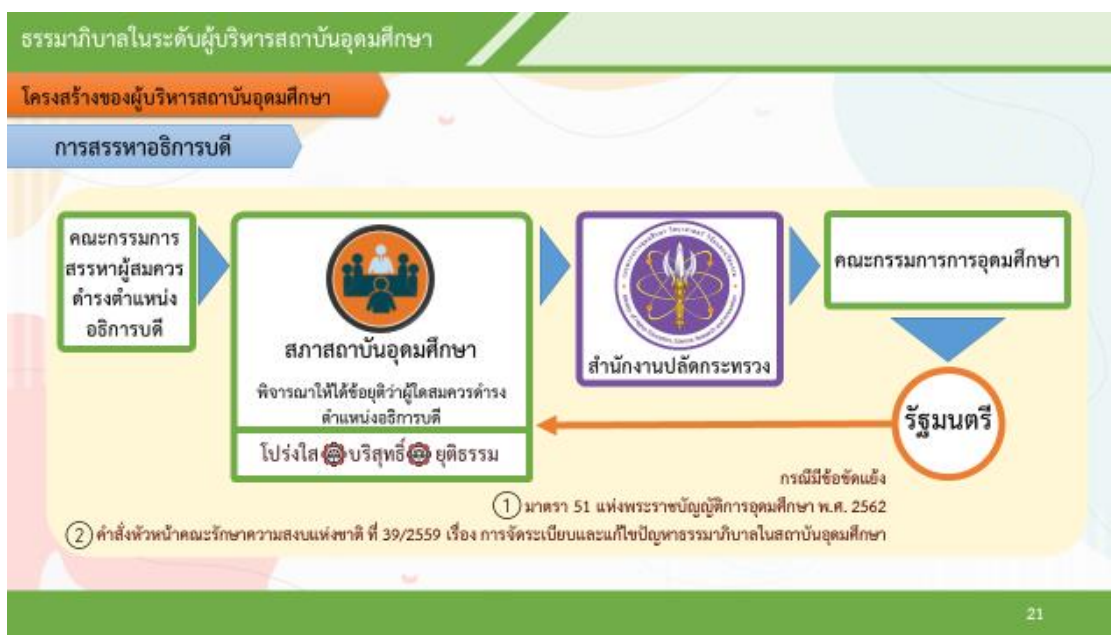 ธรรมาภิบาลในระดับผู้บริหารสถาบันอุดมศึกษา
โครงสร้างของผู้บริหารสถาบันอุดมศึกษา
การสรรหาอธิการบดี
คณะกรรมการ
สรรหาผู้สมควร
ดำรงตำแหน่ง
อธิการบดี
สภาสถาบันอุดมศึกษา
พิจารณาให้ได้ข้อยุติว่าผู้ใดสมควรดำรง
ตำแหน่งอธิการบดี
โปร่งใส บริสุทธิ์ ยุติธรรม
สำนักงานปลัดกระทรวง
คณะกรรมการการอุดมศึกษา
รัฐมนตรี
กรณีมีข้อขัดแย้ง
1 มาตรา 51 แห่งพระราชบัญญัติการอุดมศึกษา พ.ศ. 2562
2 คำสั่งหัวหน้าคณะรักษาความสงบแห่งชาติ ที่ 39/2559 เรื่อง การจัดระเบียบและแก้ไขปัญหาธรรมาภิบาลในสถาบันอุดมศึกษา
21